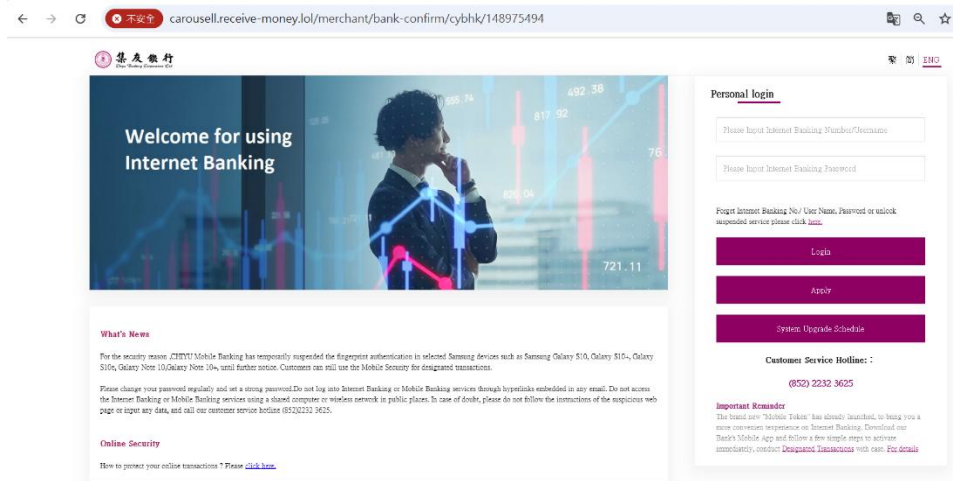 不安全 carousell.receive-money.lol/merchant/bank-confirm/cybhk/148975494
集友銀行
Chiyu Banking Corporation Ltd
繁 简 ENG
Welcome for using
Internet Banking
555.74
492.38
817.92
76
820.04
721.11
Personal login
Please Input Internet Banking Number/Username
Please Input Internet Banking Password
Forget Internet Banking No./ User Name, Password or unlock
suspended service please click here.
Login
Apply
System Upgrade Schedule
Customer Service Hotline: :
(852) 2232 3625
Important Reminder
The brand new "Mobile Token" has already launched, to bring you a
more convenien texperience on Internet Banking. Download our
Bank's Mobile App and follow a few simple steps to activate
immediately, conduct Designated Transactions with ease. For details
What's News
For the security reason ,CHIYU Mobile Banking has temporarily suspended the fingerprint authentication in selected Samsung devices such as Samsung Galaxy S10, Galaxy S10+, Galaxy
S10e, Galaxy Note 10,Galaxy Note 10+, until further notice. Customers can still use the Mobile Security for designated transactions.
Please change your password regularly and set a strong password.Do not log into Internet Banking or Mobile Banking services through hyperlinks embedded in any email. Do not access
the Internet Banking or Mobile Banking services using a shared computer or wireless network in public places. In case of doubt, please do not follow the instructions of the suspicious web
page or input any data, and call our customer service hotline (852)2232 3625.
Online Security
How to protect your online transactions ? Please click here.